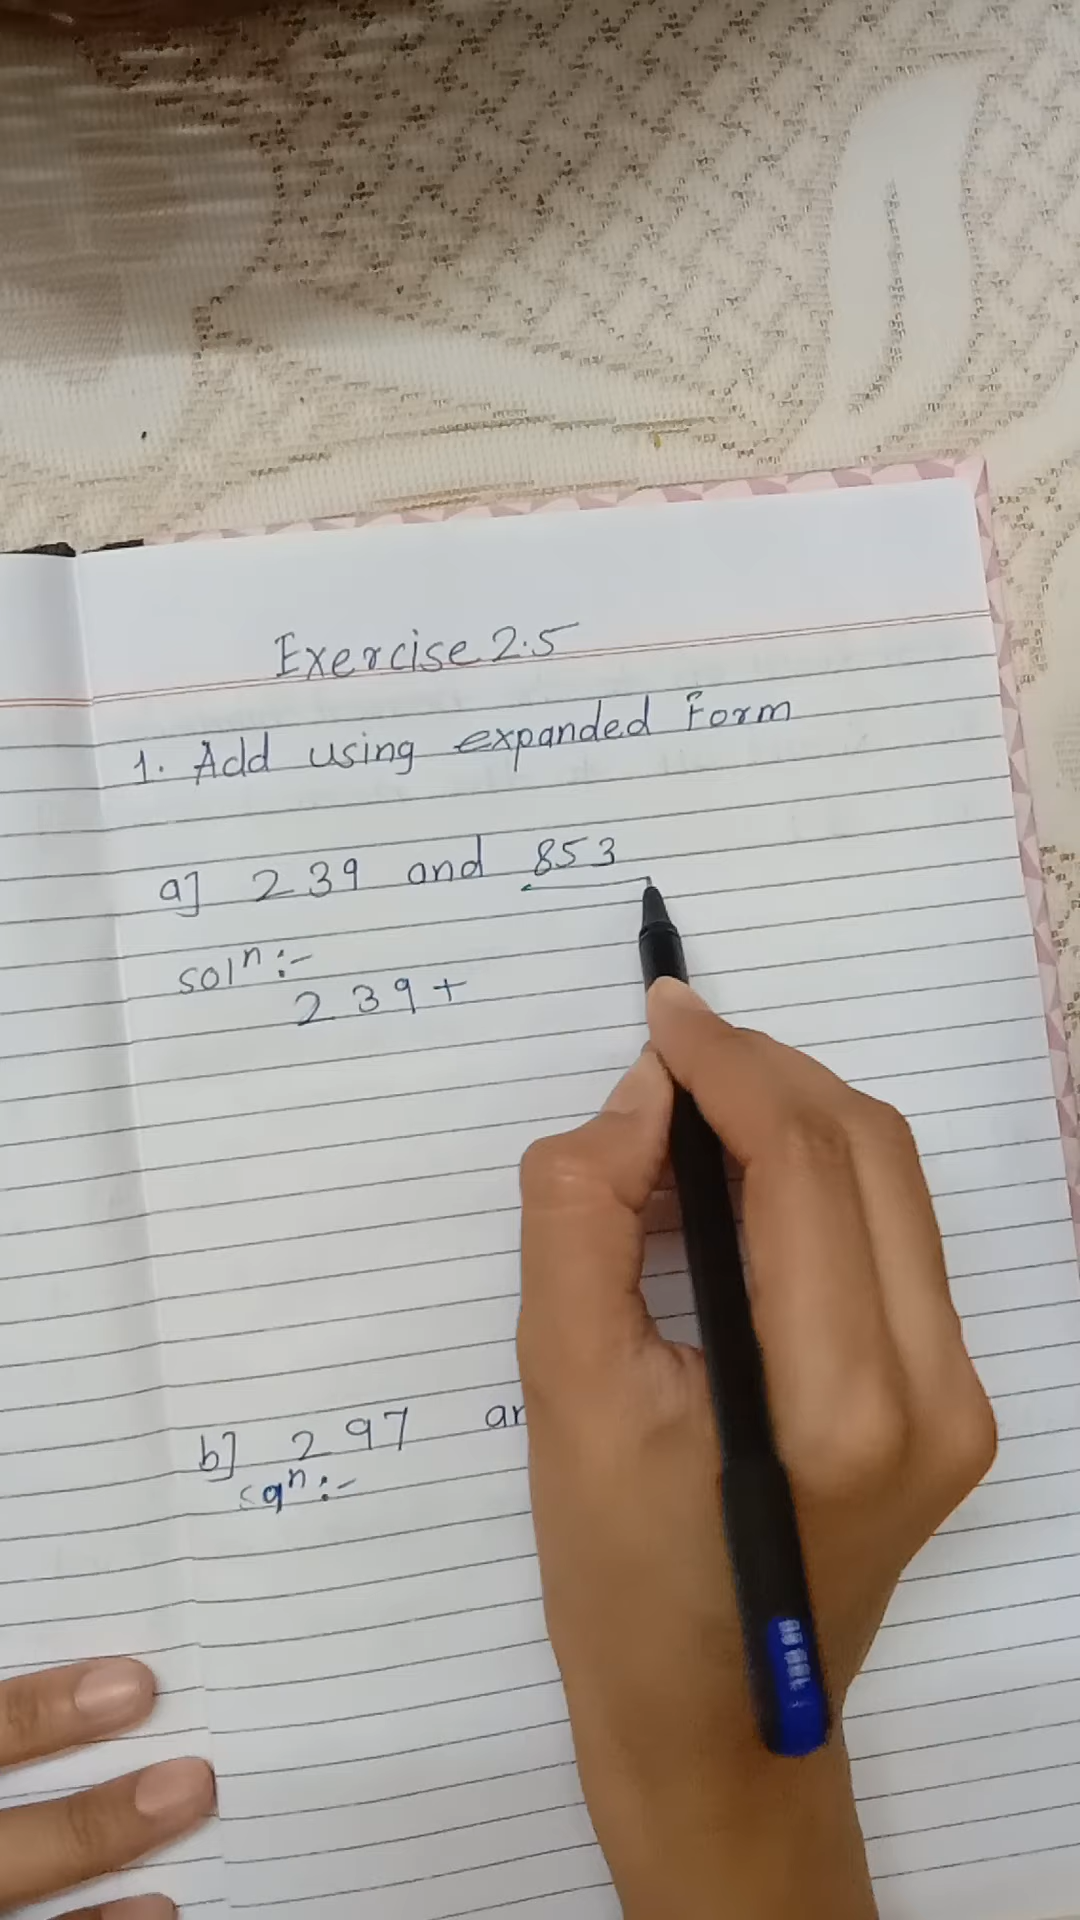 Exercise 2.5
1. Add using expanded Form
a] 239 and 853
solⁿ:-
239+
b] 297
solⁿ:-